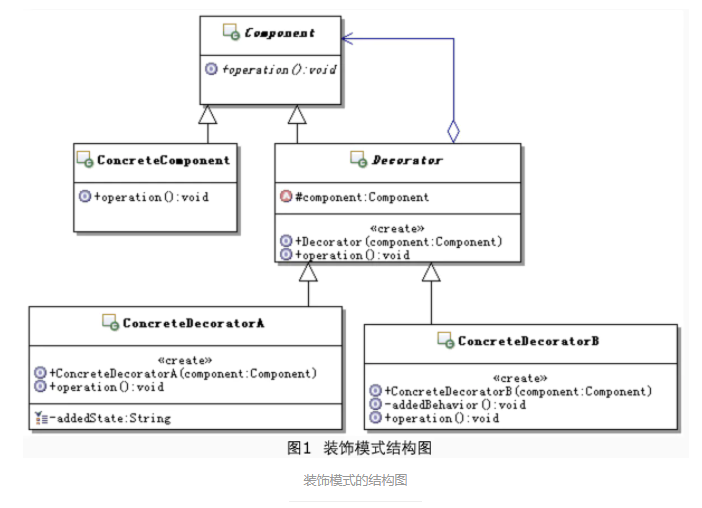 Component
+operation():void
ConcreteComponent
+operation():void
Decorator
#component:Component
«create»
+Decorator(component:Component)
+operation():void
ConcreteDecoratorA
«create»
+ConcreteDecoratorA(component:Component)
+operation():void
-addedState:String
ConcreteDecoratorB
«create»
+ConcreteDecoratorB(component:Component)
-addedBehavior():void
+operation():void
图1 装饰模式结构图
装饰模式的结构图